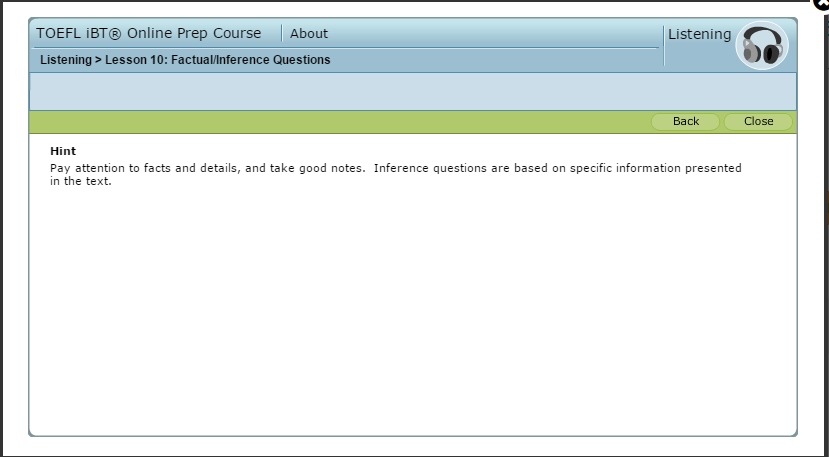 TOEFL iBT® Online Prep Course About
Listening
Listening > Lesson 10: Factual/Inference Questions
Back Close
Hint
Pay attention to facts and details, and take good notes.  Inference questions are based on specific information presented
in the text.